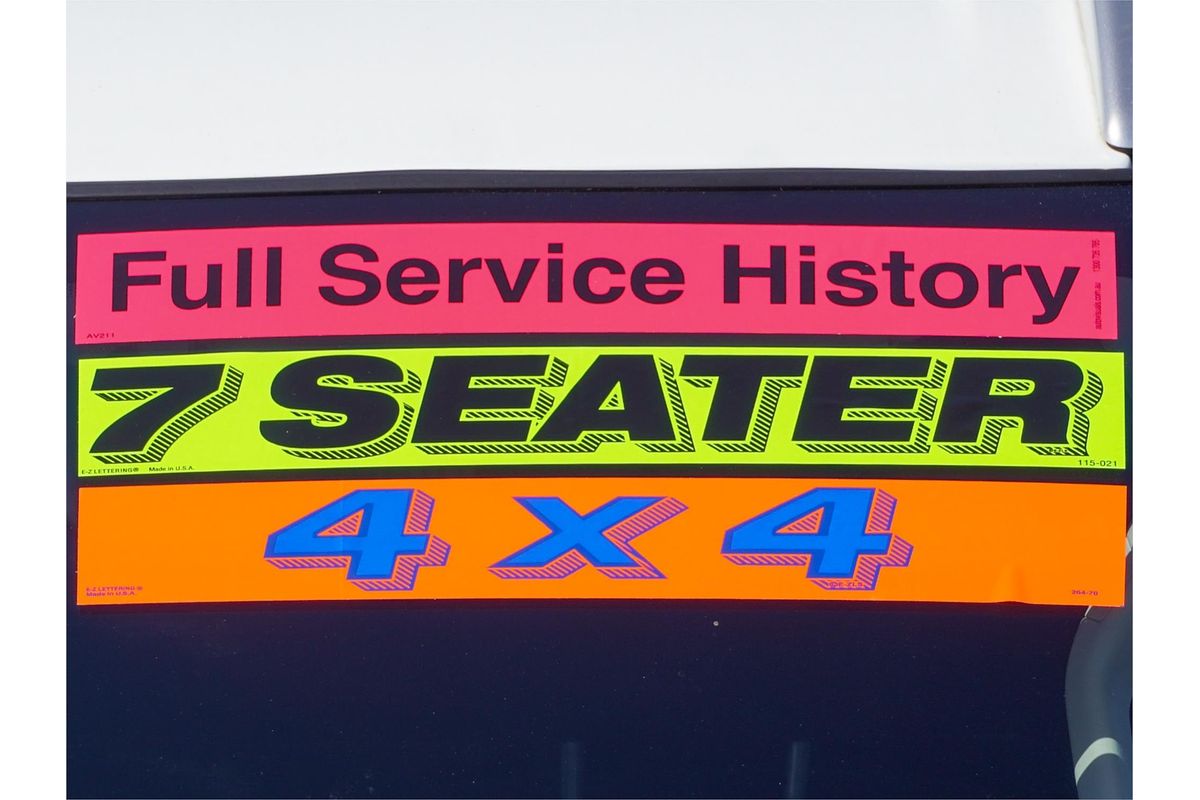 Full Service History
AV211
7 SEATER
E-Z LETTERING® Made in U.S.A.
115-021
4 x 4
E-Z LETTERING®
Made in U.S.A.
264-70